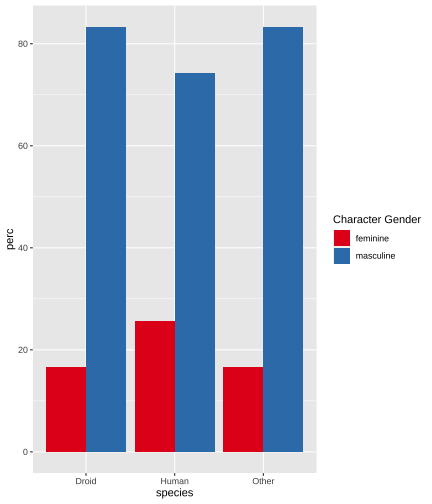 80
60
40
20
0
perc
Droid Human Other
species
Character Gender
feminine
masculine